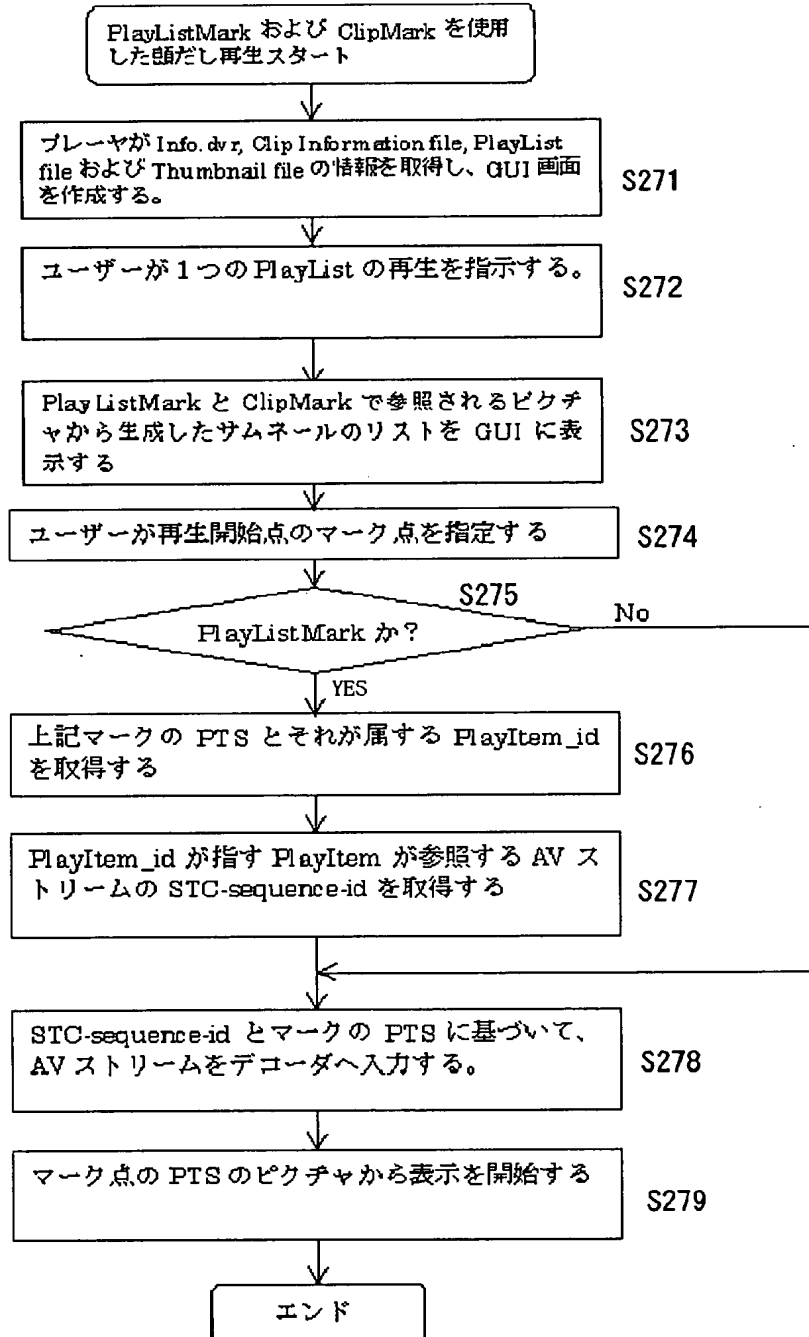 PlayListMark および ClipMark を使用
した頭だし再生スタート
プレーヤが Info.dvr, Clip Information file, PlayList
file および Thumbnail file の情報を取得し、GUI 画面
を作成する。
S271
ユーザーが1つの PlayList の再生を指示する。
S272
PlayListMark と ClipMark で参照されるピクチ
ャから生成したサムネールのリストを GUI に表
示する
S273
ユーザーが再生開始点のマーク点を指定する
S274
S275
PlayListMark か?
No
YES
上記マークの PTS とそれが属する PlayItem_id
を取得する
S276
PlayItem_id が指す PlayItem が参照する AV ス
トリームの STC-sequence-id を取得する
S277
STC-sequence-id とマークの PTS に基づいて、
AV ストリームをデコーダへ入力する。
S278
マーク点の PTS のピクチャから表示を開始する
S279
エンド